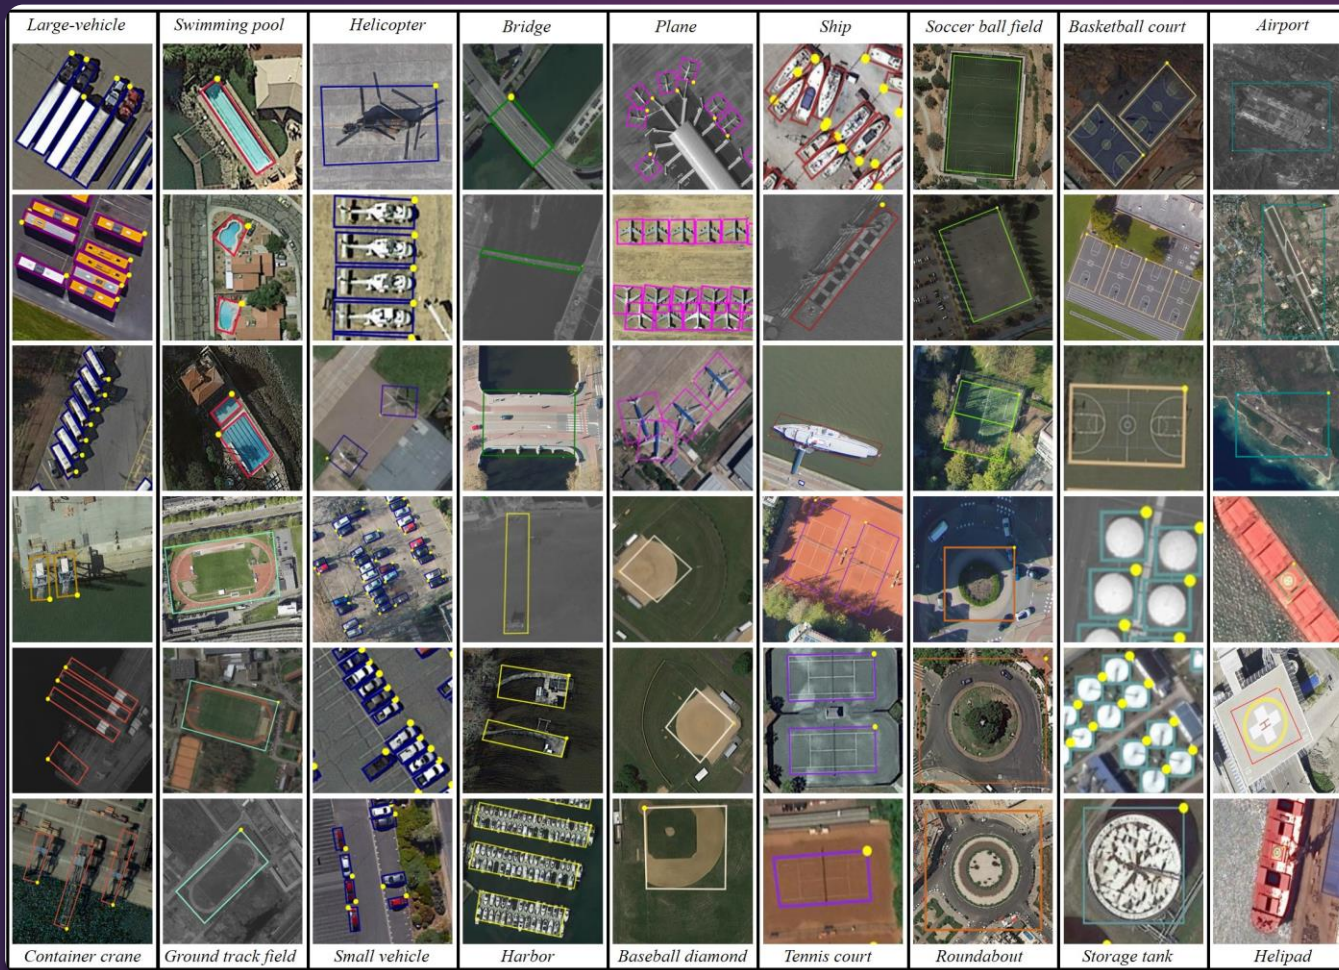 Large-vehicle
Swimming pool
Helicopter
Bridge
Plane
Ship
Soccer ball field
Basketball court
Airport
H
Container crane
Ground track field
Small vehicle
Harbor
Baseball diamond
Tennis court
Roundabout
Storage tank
Helipad